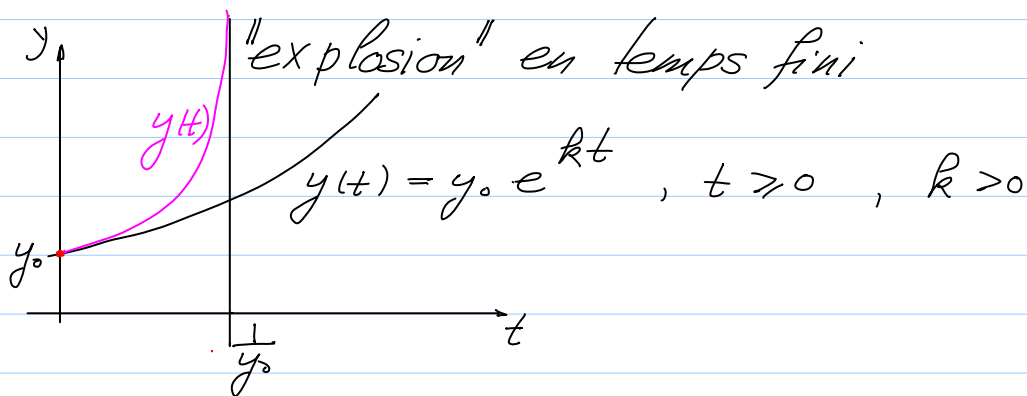 y "explosion" en temps fini
y(t)
y(t) = y₀ e^{kt} , t ⩾ 0 , k > 0
y₀
t
1/y₀